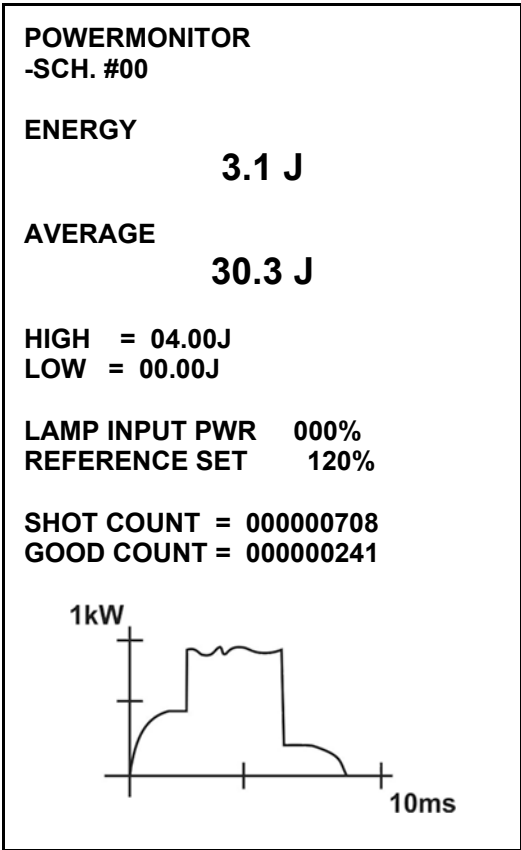 POWERMONITOR
-SCH. #00
ENERGY
3.1 J
AVERAGE
30.3 J
HIGH = 04.00J
LOW = 00.00J
LAMP INPUT PWR 000%
REFERENCE SET 120%
SHOT COUNT = 000000708
GOOD COUNT = 000000241
1kW
10ms